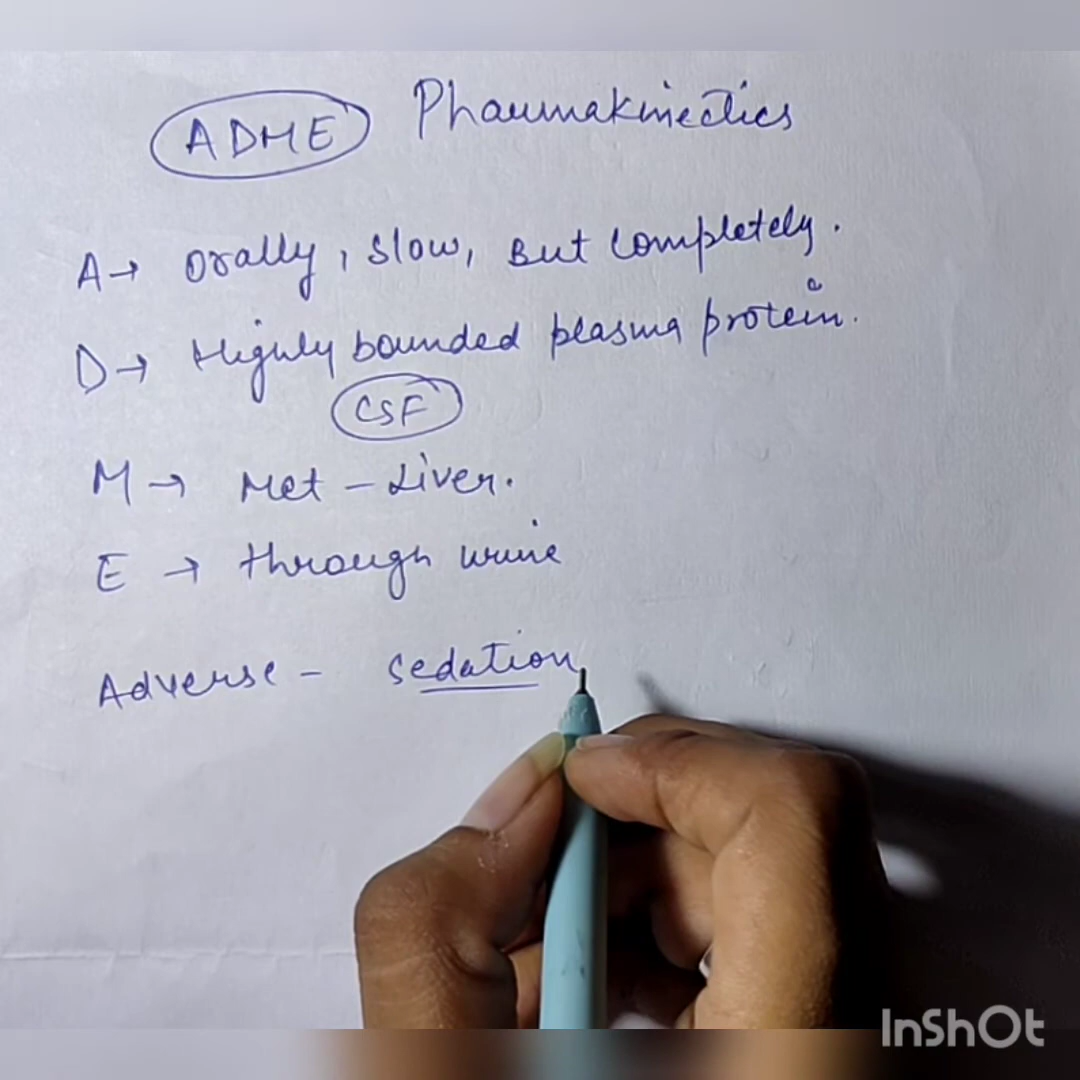 ADME Pharmakinectics
A→ Orally, Slow, But Completely.
D→ Highly bounded plasma protein.
CSF
M→ Met - Liver.
E → through urine
Adverse - Sedation,
InShOt